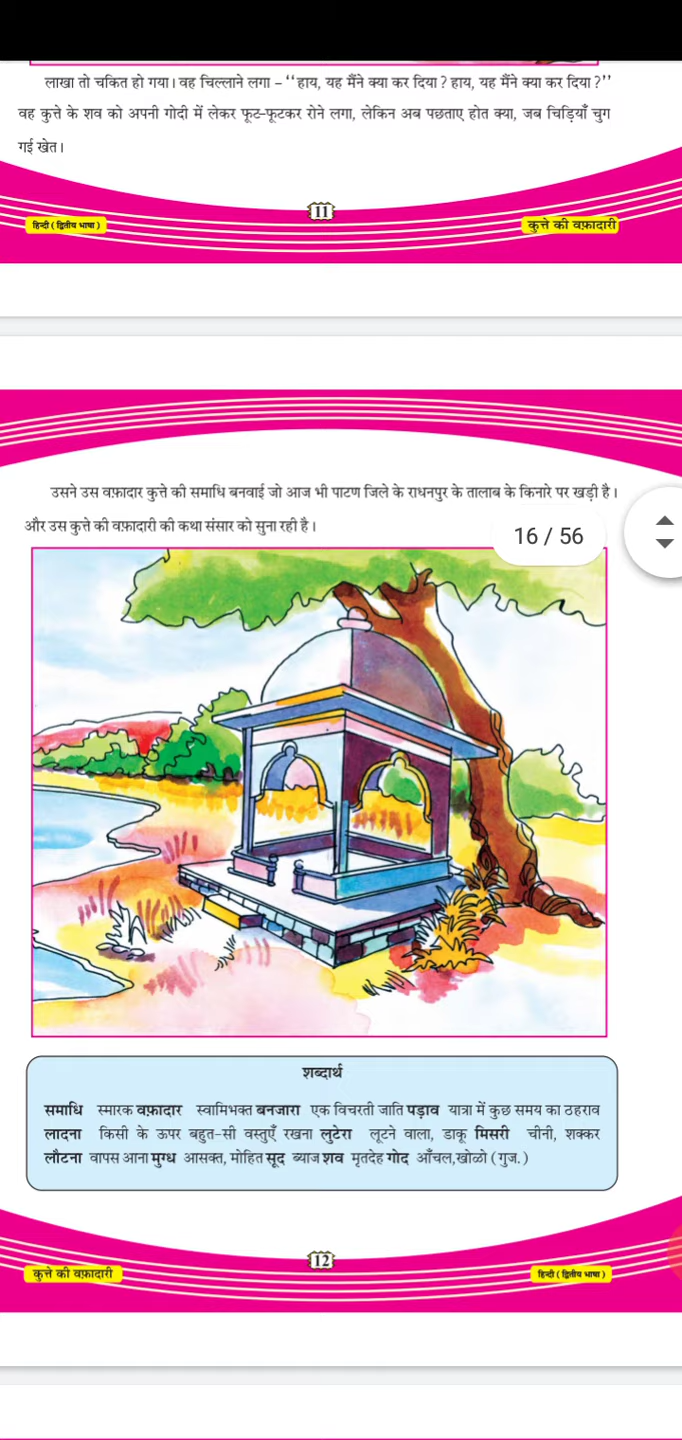 लाखा तो चकित हो गया। वह चिल्लाने लगा – ‘‘हाय, यह मैंने क्या कर दिया ? हाय, यह मैंने क्या कर दिया ?’’
वह कुत्ते के शव को अपनी गोदी में लेकर फूट-फूटकर रोने लगा, लेकिन अब पछताए होत क्या, जब चिड़ियाँ चुग
गई खेत।
11
हिन्दी ( द्वितीय भाषा )
कुत्ते की वफ़ादारी
उसने उस वफ़ादार कुत्ते की समाधि बनवाई जो आज भी पाटण जिले के राधनपुर के तालाब के किनारे पर खड़ी है।
और उस कुत्ते की वफ़ादारी की कथा संसार को सुना रही है।
16 / 56
शब्दार्थ
समाधि स्मारक वफ़ादार स्वामिभक्त बनजारा एक विचरती जाति पड़ाव यात्रा में कुछ समय का ठहराव
लादना किसी के ऊपर बहुत-सी वस्तुएँ रखना लुटेरा लूटने वाला, डाकू मिसरी चीनी, शक्कर
लौटना वापस आना मुग्ध आसक्त, मोहित सूद ब्याज शव मृतदेह गोद आँचल,खोळो ( गुज. )
12
कुत्ते की वफ़ादारी
हिन्दी ( द्वितीय भाषा )